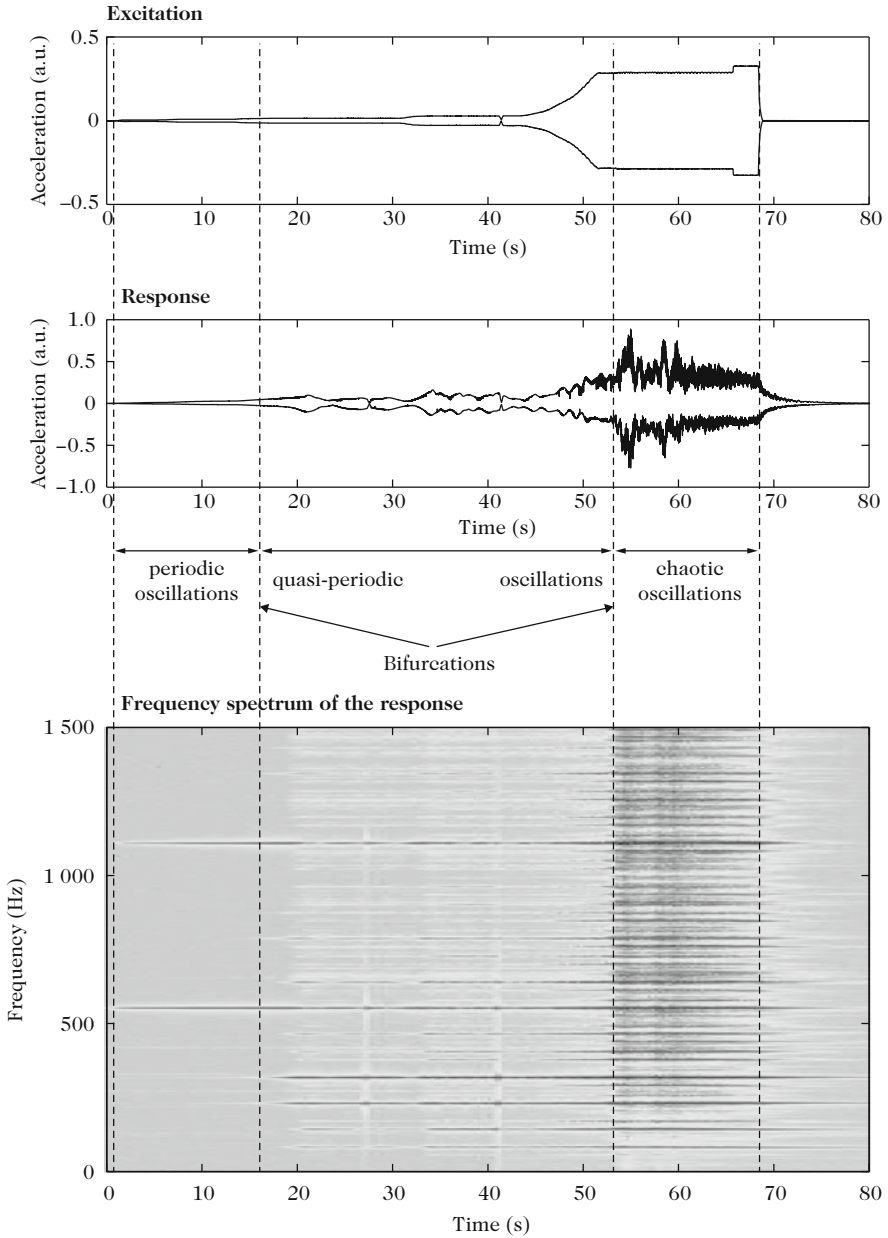 Excitation
Acceleration (a.u.)
0.5
0
−0.5
0 10 20 30 40 50 60 70 80
Time (s)
Response
Acceleration (a.u.)
1.0
0.5
0
−0.5
−1.0
0 10 20 30 40 50 60 70 80
Time (s)
periodic
oscillations
quasi-periodic oscillations
chaotic
oscillations
Bifurcations
Frequency spectrum of the response
Frequency (Hz)
1 500
1 000
500
0
0 10 20 30 40 50 60 70 80
Time (s)